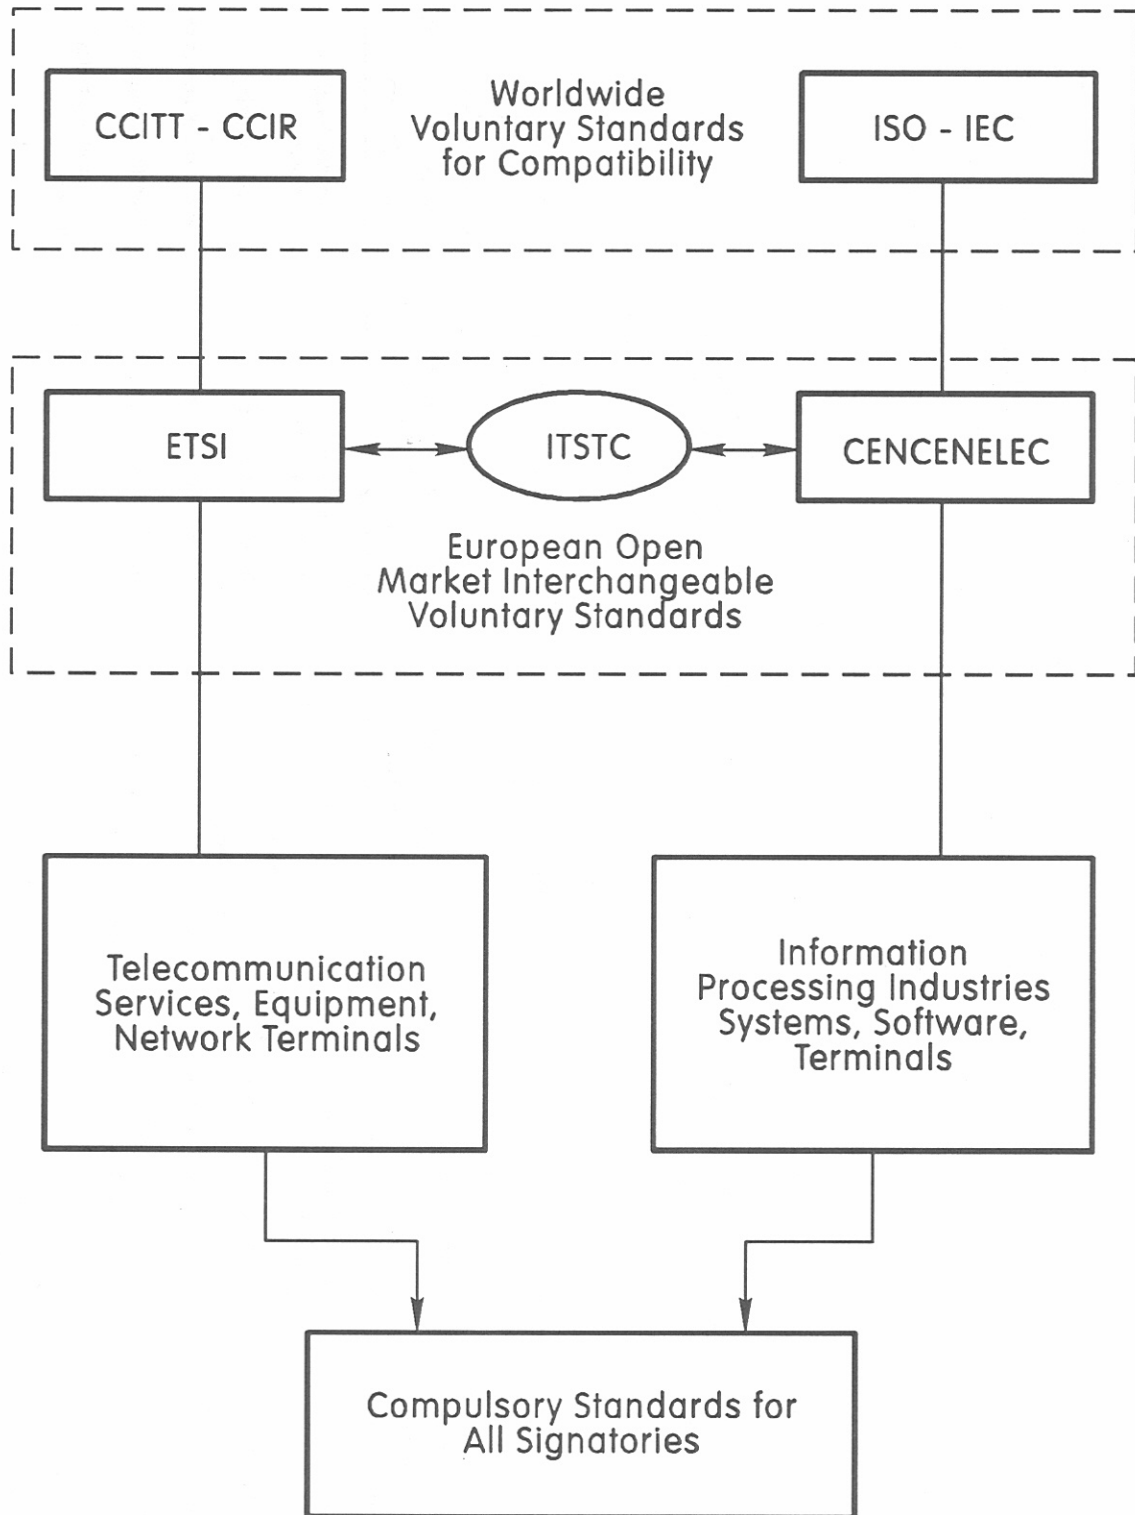 CCITT - CCIR
Worldwide
Voluntary Standards
for Compatibility
ISO - IEC
ETSI
ITSTC
CENCENELEC
European Open
Market Interchangeable
Voluntary Standards
Telecommunication
Services, Equipment,
Network Terminals
Information
Processing Industries
Systems, Software,
Terminals
Compulsory Standards for
All Signatories